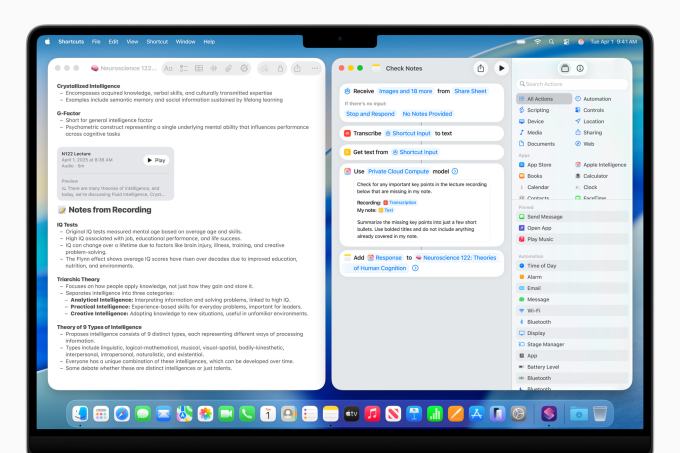 Shortcuts File Edit View Shortcut Window Help
Tue Apr 1 9:41 AM
Neuroscience 122...
Aa
Crystallized Intelligence
– Encompasses acquired knowledge, verbal skills, and culturally transmitted expertise
– Examples include semantic memory and social information sustained by lifelong learning
G-Factor
– Short for general intelligence factor
– Psychometric construct representing a single underlying mental ability that influences performance
across cognitive tasks
N122 Lecture
April 1, 2025 at 8:36 AM
Audio · 6m
Play
Preview
There are many theories of intelligence, and
today, we're discussing Fluid Intelligence, Cryst...
Notes from Recording
IQ Tests
– Original IQ tests measured mental age based on average age and skills.
– High IQ associated with job, educational performance, and life success.
– IQ can change over a lifetime due to factors like brain injury, illness, training, and creative
problem-solving.
– The Flynn effect shows average IQ scores have risen over decades due to improved education,
nutrition, and environments.
Triarchic Theory
– Focuses on how people apply knowledge, not just how they gain and store it.
– Separates intelligence into three categories:
– Analytical Intelligence: Interpreting information and solving problems, linked to high IQ.
– Practical Intelligence: Experience-based skills for everyday problems, important for leaders.
– Creative Intelligence: Adapting knowledge to new situations, useful in unfamiliar environments.
Theory of 9 Types of Intelligence
– Proposes intelligence consists of 9 distinct types, each representing different ways of processing
information.
– Types include linguistic, logical-mathematical, musical, visual-spatial, bodily-kinesthetic,
interpersonal, intrapersonal, naturalistic, and existential.
– Everyone has a unique combination of these intelligences, which can be developed over time.
– Some debate whether these are distinct intelligences or just talents.
Check Notes
Receive Images and 18 more from Share Sheet
If there's no input:
Stop and Respond No Notes Provided
Transcribe Shortcut Input to text
Get text from Shortcut Input
Use Private Cloud Compute model
Check for any important key points in the lecture recording
below that are missing in my note.
Recording: Transcription
My note: Text
Summarize the missing key points into just a few short
bullets. Use bolded titles and do not include anything
already covered in my note.
Add Response to Neuroscience 122: Theories
of Human Cognition
Search Actions
All Actions Automation
Scripting Controls
Device Location
Media Sharing
Documents Web
Apps
App Store Apple Intelligence
Books Calculator
Calendar Clock
Contacts FaceTime
Pinned
Send Message
Open App
Play Music
Automation
Time of Day
Alarm
Email
Message
Wi-Fi
Bluetooth
Display
Stage Manager
App
Battery Level
Bluetooth
Bluetooth
APR
1
tv